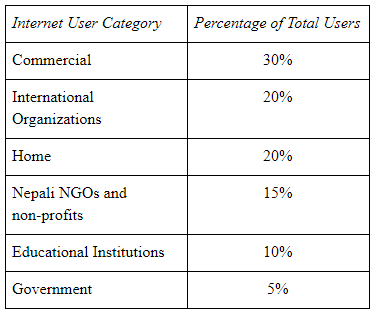 Internet User Category Percentage of Total Users
Commercial 30%
International 20%
Organizations
Home 20%
Nepali NGOs and 15%
non-profits
Educational Institutions 10%
Government 5%